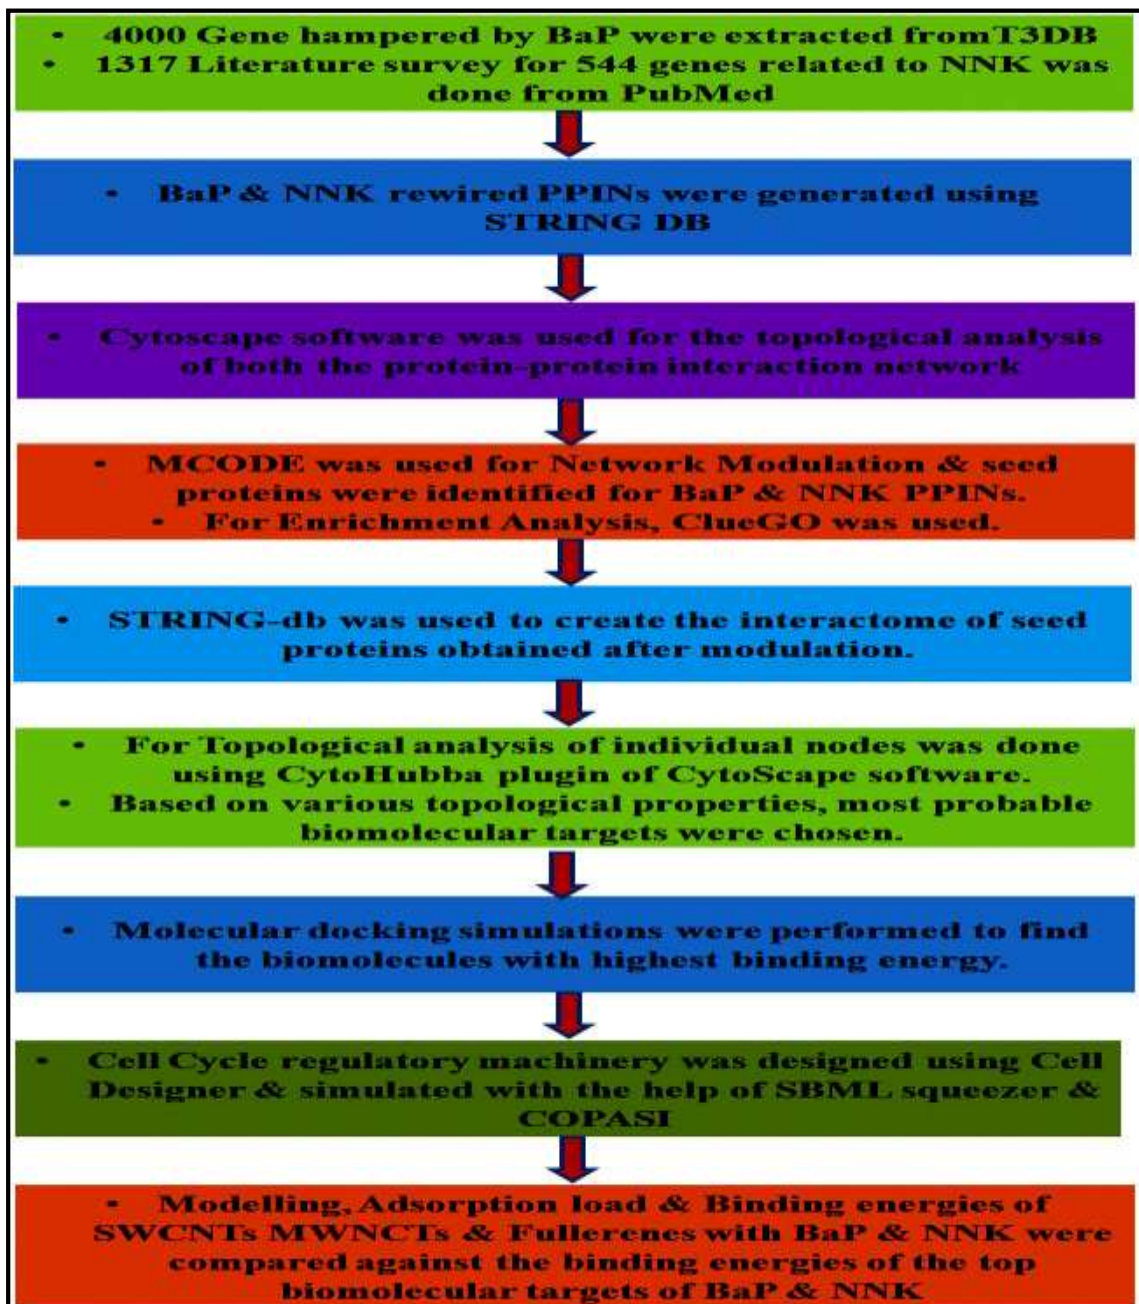 • 4000 Gene hampered by BaP were extracted fromT3DB
• 1317 Literature survey for 544 genes related to NNK was
done from PubMed
• BaP & NNK rewired PPINs were generated using
STRING DB
• Cytoscape software was used for the topological analysis
of both the protein-protein interaction network
• MCODE was used for Network Modulation & seed
proteins were identified for BaP & NNK PPINs.
• For Enrichment Analysis, ClueGO was used.
• STRING-db was used to create the interactome of seed
proteins obtained after modulation.
• For Topological analysis of individual nodes was done
using CytoHubba plugin of CytoScape software.
• Based on various topological properties, most probable
biomolecular targets were chosen.
• Molecular docking simulations were performed to find
the biomolecules with highest binding energy.
• Cell Cycle regulatory machinery was designed using Cell
Designer & simulated with the help of SBML squeezer &
COPASI
• Modelling, Adsorption load & Binding energies of
SWCNTs MWNCTs & Fullerenes with BaP & NNK were
compared against the binding energies of the top
biomolecular targets of BaP & NNK